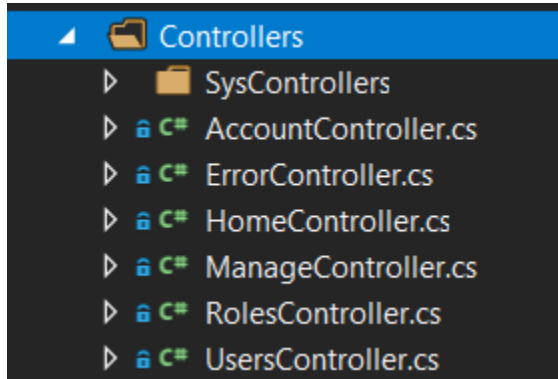 Controllers
SysControllers
C# AccountController.cs
C# ErrorController.cs
C# HomeController.cs
C# ManageController.cs
C# RolesController.cs
C# UsersController.cs